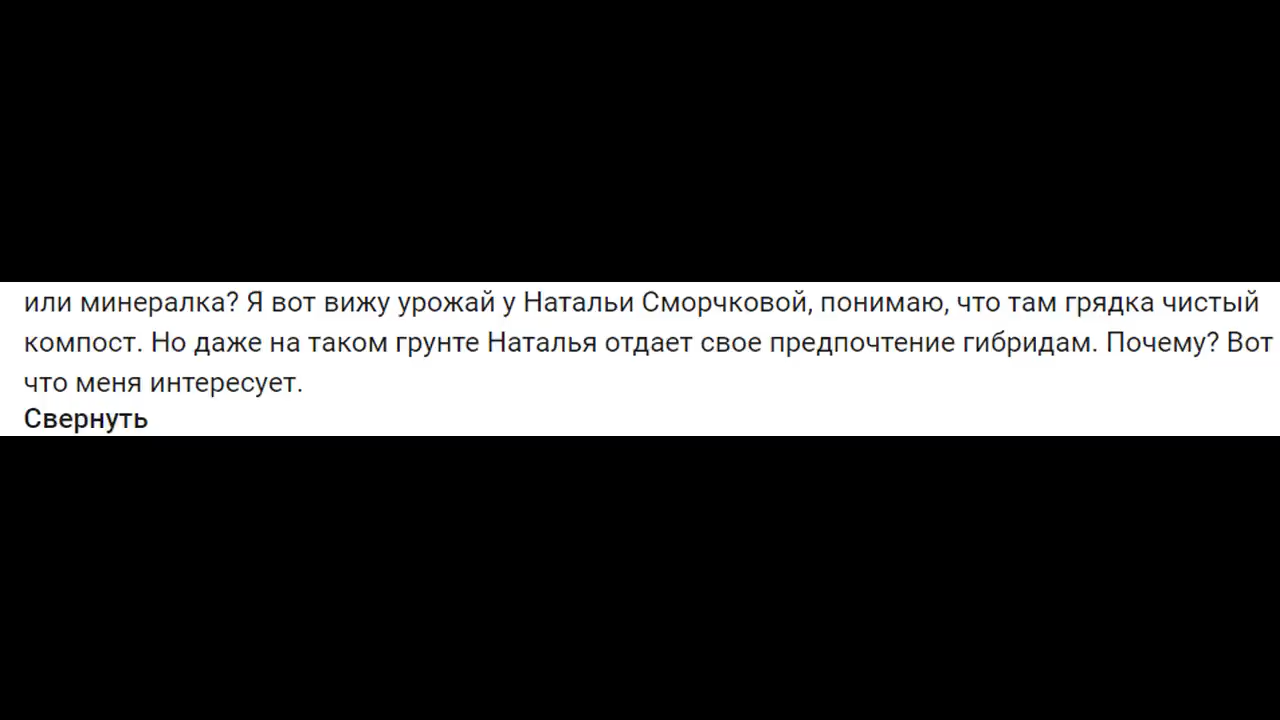 или минералка? Я вот вижу урожай у Натальи Сморчковой, понимаю, что там грядка чистый
компост. Но даже на таком грунте Наталья отдает свое предпочтение гибридам. Почему? Вот
что меня интересует.
Свернуть